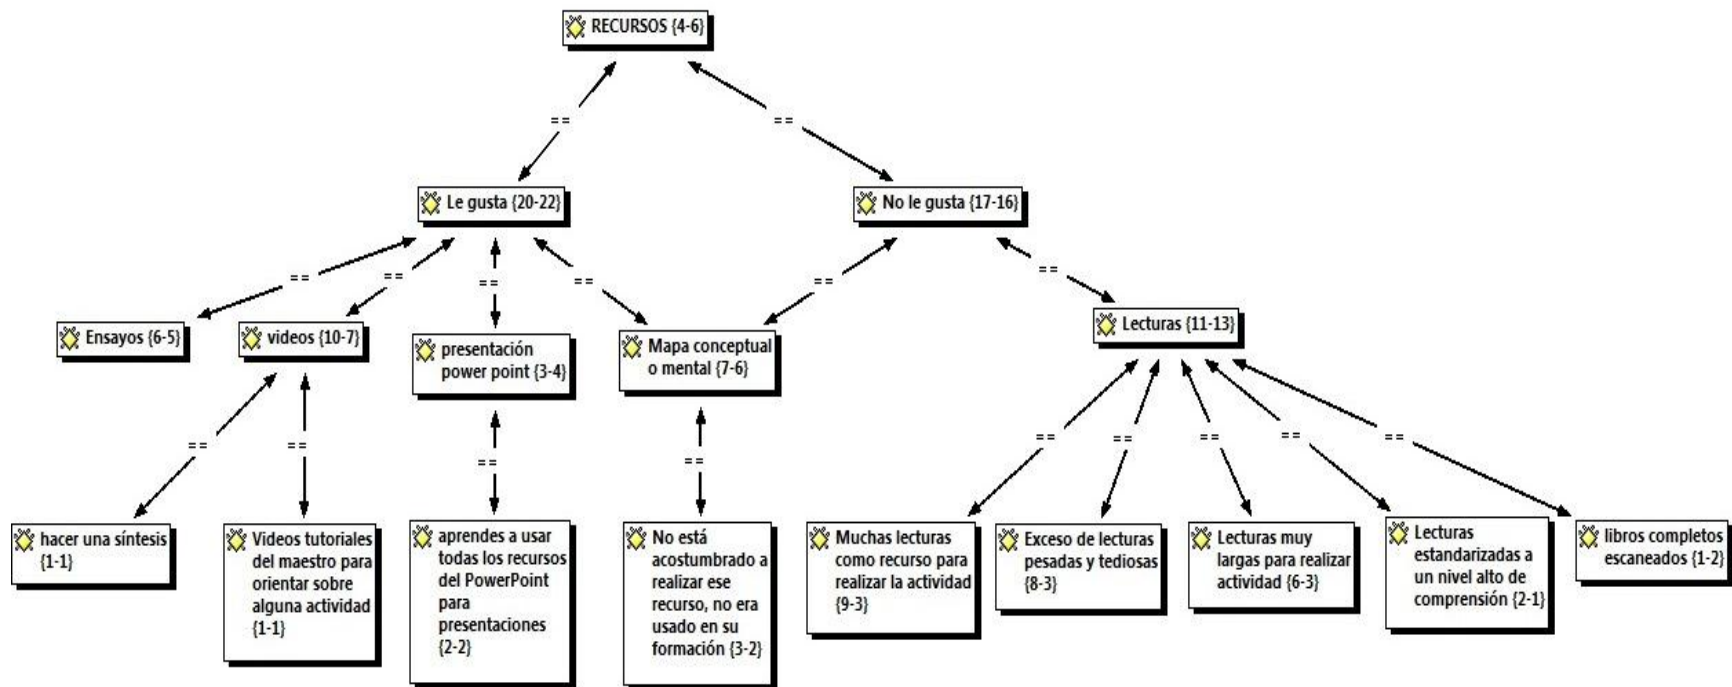 RECURSOS {4-6}
==
==
Le gusta {20-22}
No le gusta {17-16}
==
==
==
==
==
==
Ensayos {6-5}
videos {10-7}
presentación
power point {3-4}
Mapa conceptual
o mental {7-6}
Lecturas {11-13}
==
==
==
==
==
==
==
==
==
hacer una síntesis
{1-1}
Videos tutoriales
del maestro para
orientar sobre
alguna actividad
{1-1}
aprendes a usar
todas los recursos
del PowerPoint
para
presentaciones
{2-2}
No está
acostumbrado a
realizar ese
recurso, no era
usado en su
formación {3-2}
Muchas lecturas
como recurso para
realizar la actividad
{9-3}
Exceso de lecturas
pesadas y tediosas
{8-3}
Lecturas muy
largas para realizar
actividad {6-3}
Lecturas
estandarizadas a
un nivel alto de
comprensión {2-1}
libros completos
escaneados {1-2}